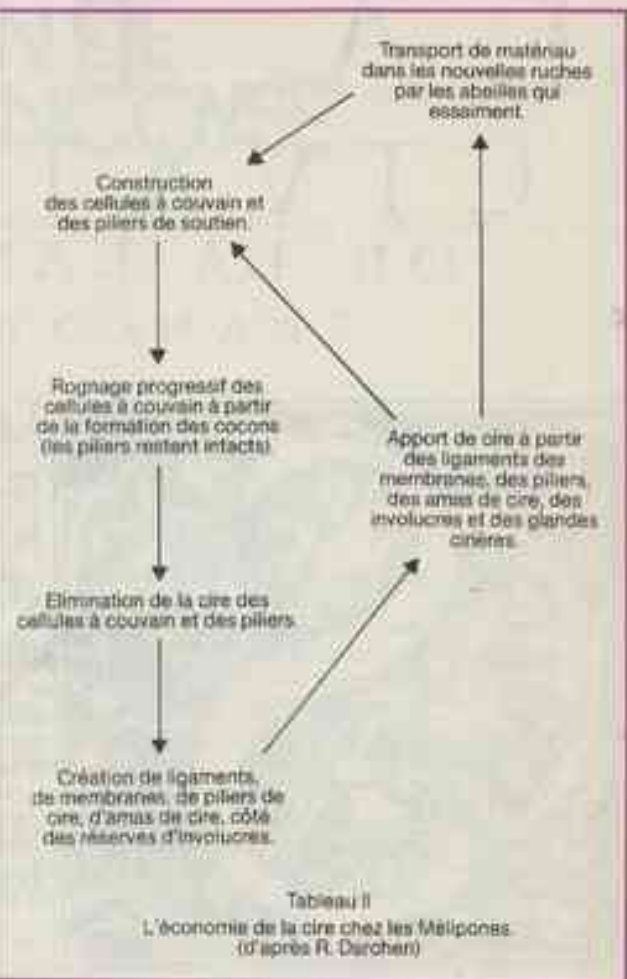 Transport de matériau
dans les nouvelles ruches
par les abeilles qui
essaiment.
Construction
des cellules à couvain et
des piliers de soutien.
Rognage progressif des
cellules à couvain à partir
de la formation des cocons
(les piliers restent intacts)
Apport de cire à partir
des ligaments des
membranes, des piliers,
des amas de cire, des
involucres et des glandes
cirières.
Elimination de la cire des
cellules à couvain et des piliers.
Création de ligaments,
de membranes, de piliers de
cire, d'amas de cire, côté
des réserves d'involucres.
Tableau II
L'économie de la cire chez les Mélipones.
(d'après R. Darchen)